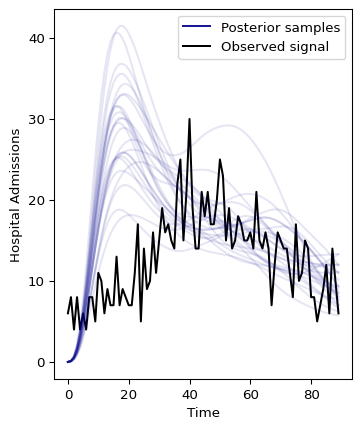 Posterior samples
Observed signal
Hospital Admissions
40
30
20
10
0
0 20 40 60 80
Time